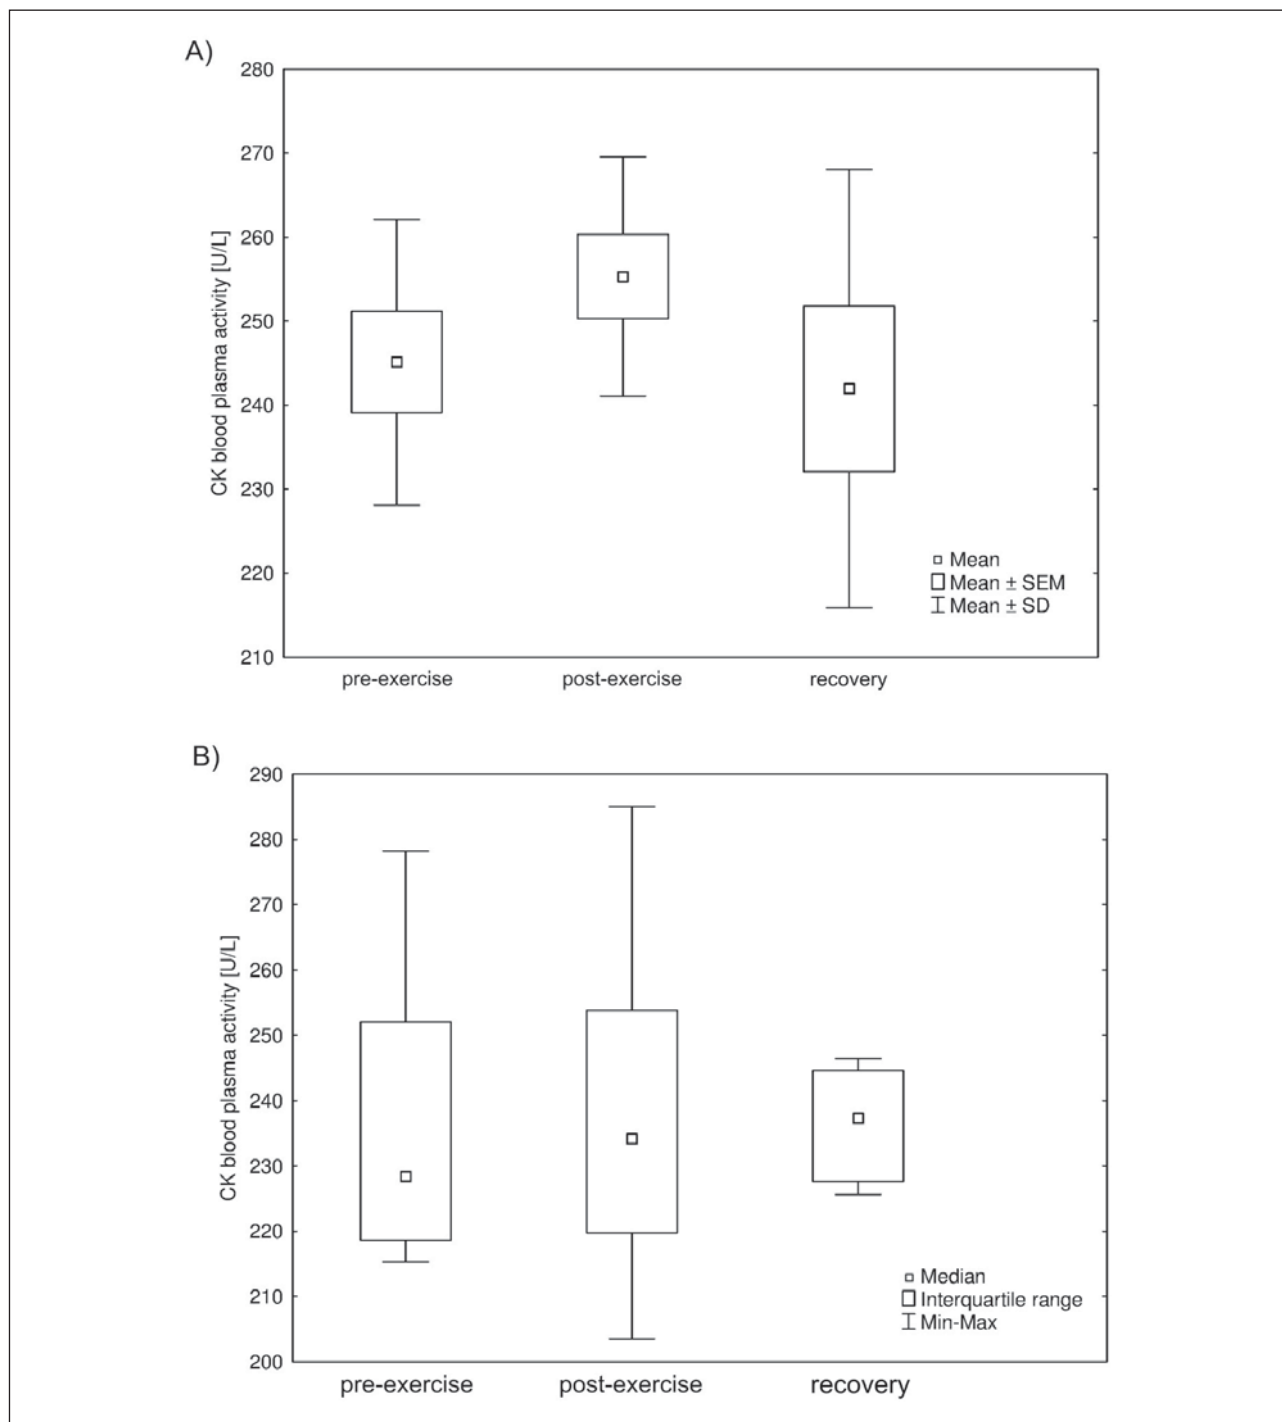 A)
280
270
260
250
240
230
220
210
CK blood plasma activity [U/L]
Mean
Mean ± SEM
Mean ± SD
pre-exercise post-exercise recovery
B)
290
280
270
260
250
240
230
220
210
200
CK blood plasma activity [U/L]
Median
Interquartile range
Min-Max
pre-exercise post-exercise recovery